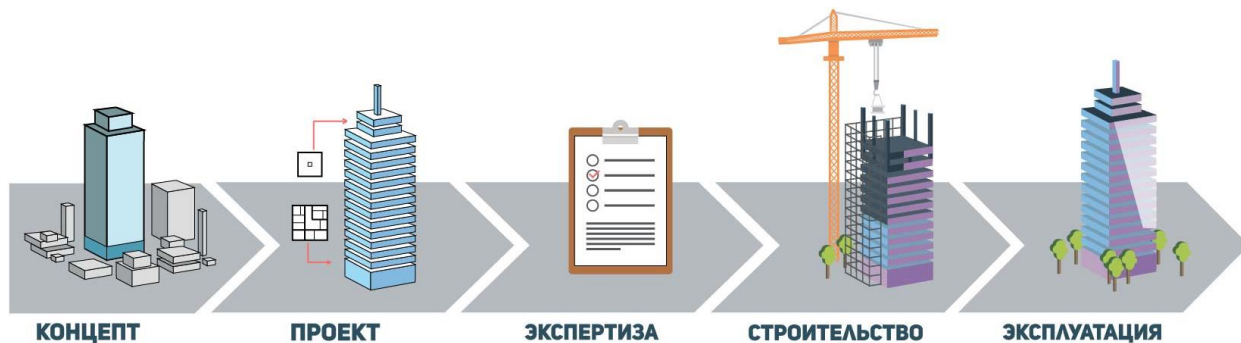 КОНЦЕПТ ПРОЕКТ ЭКСПЕРТИЗА СТРОИТЕЛЬСТВО ЭКСПЛУАТАЦИЯ